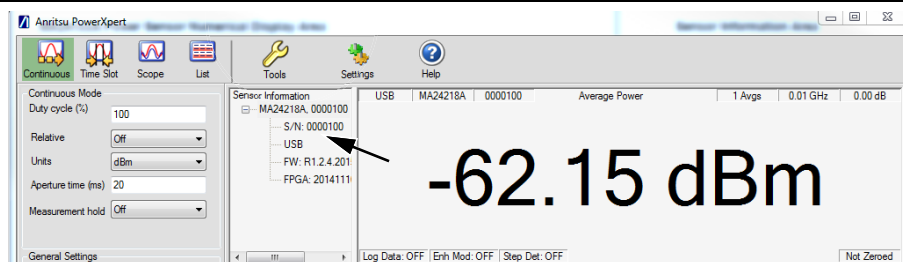 Anritsu PowerXpert
Continuous Time Slot Scope List Tools Settings Help
Continuous Mode
Duty cycle (%) 100
Relative Off
Units dBm
Aperture time (ms) 20
Measurement hold Off
General Settings
Sensor Information
MA24218A, 0000100
S/N: 0000100
USB
FW: R1.2.4.201
FPGA: 2014111
USB MA24218A 0000100 Average Power 1 Avgs 0.01 GHz 0.00 dB
-62.15 dBm
Log Data: OFF Enh Mod: OFF Step Det: OFF Not Zeroed